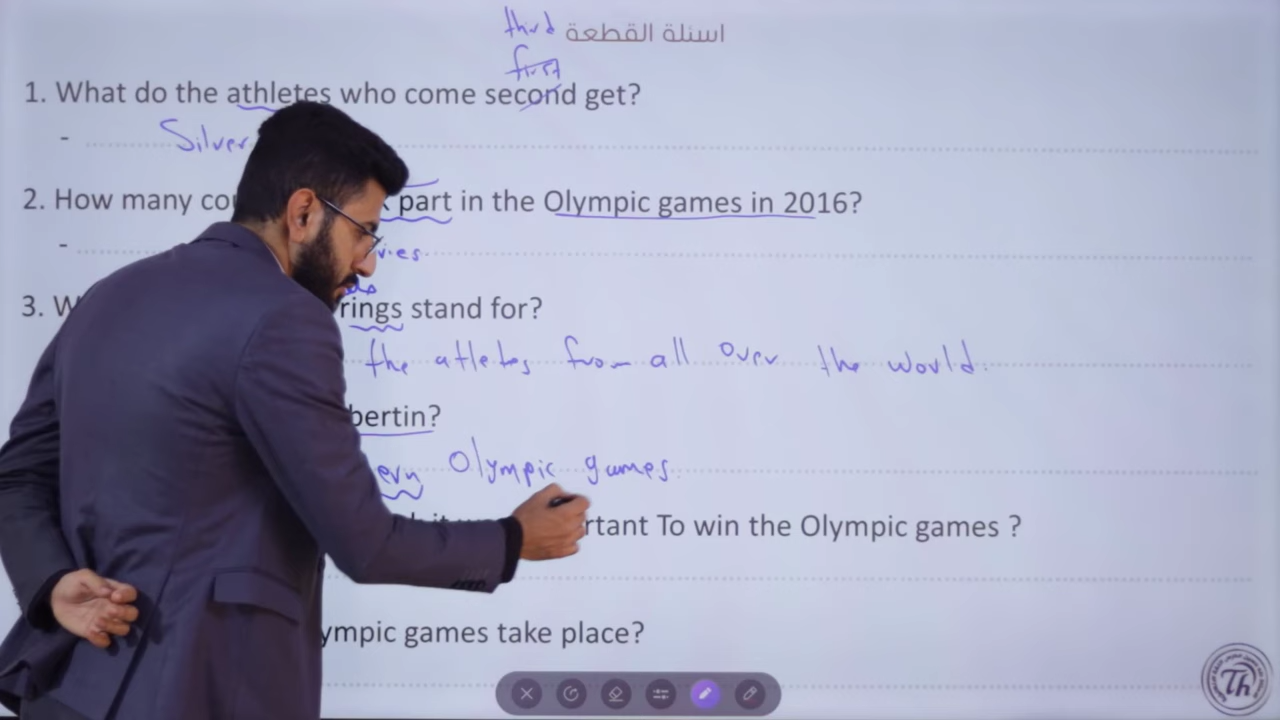 third اسئلة القطعة
first
1. What do the athletes who come second get?
- Silver
2. How many part in the Olympic games in 2016?
-
3. rings stand for?
the atletes from all over the world.
bertin?
Olympic games.
rtant To win the Olympic games ?
ympic games take place?
Th